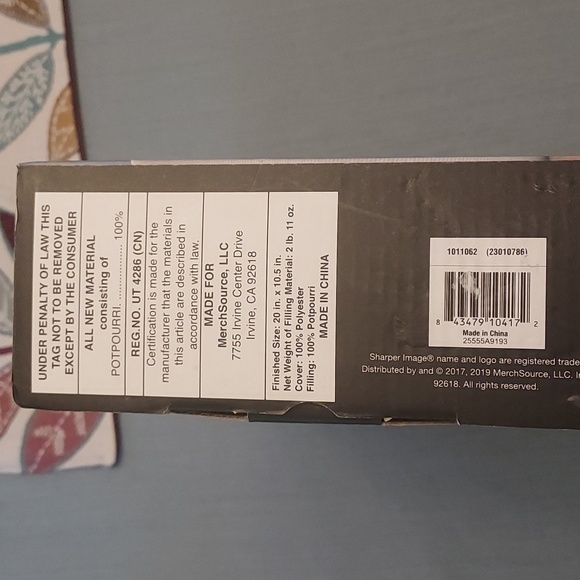 UNDER PENALTY OF LAW THIS
TAG NOT TO BE REMOVED
EXCEPT BY THE CONSUMER
ALL NEW MATERIAL
consisting of
POTPOURRI................... 100%
REG.NO. UT 4286 (CN)
Certification is made for the
manufacturer that the materials in
this article are described in
accordance with law.
MADE FOR
MerchSource, LLC
7755 Irvine Center Drive
Irvine, CA 92618
Finished Size: 20 in. x 10.5 in.
Net Weight of Filling Material: 2 lb. 11 oz.
Cover: 100% Polyester
Filling: 100% Potpourri
MADE IN CHINA
1011062 (23010786)
8 43479 10417 2
Made in China
25555A9193
Sharper Image® name and logo are registered trade
Distributed by and © 2017, 2019 MerchSource, LLC.
92618. All rights reserved.